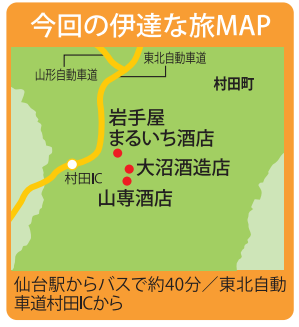 今回の伊達な旅MAP
東北自動車道
山形自動車道
村田町
岩手屋
まるいち酒店
大沼酒造店
村田IC
山専酒店
仙台駅からバスで約40分／東北自動
車道村田ICから